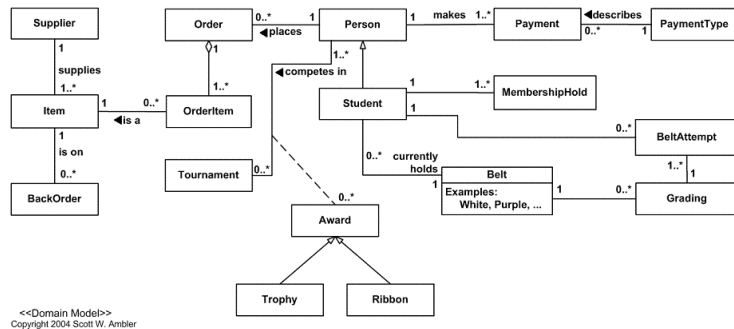 Supplier
1
supplies
1..*
Item
1
0..*
◄is a
OrderItem
1
is on
0..*
BackOrder
Order
0..*
1
◄places
1
1..*
Person
1
makes
1..*
Payment
◄describes
0..*
1
PaymentType
1..*
◄competes in
Tournament
0..*
0..*
Award
Trophy
Ribbon
Student
1
1..*
MembershipHold
1
0..*
BeltAttempt
1..*
1
Grading
0..*
currently
holds
1
Belt
Examples:
White, Purple, ...
1
0..*
<<Domain Model>>
Copyright 2004 Scott W. Ambler